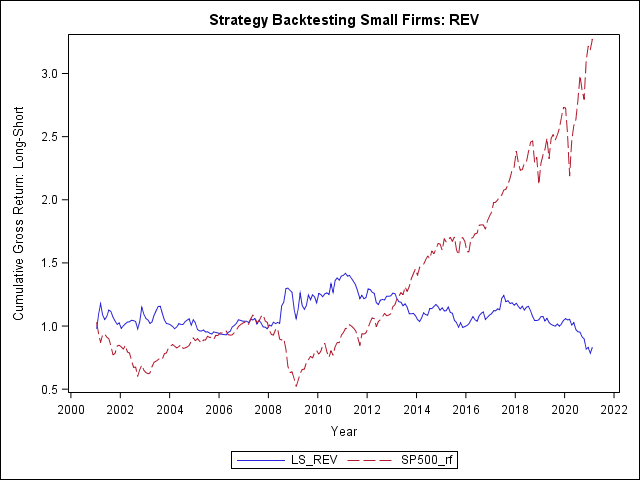 Strategy Backtesting Small Firms: REV
Cumulative Gross Return: Long-Short
3.0
2.5
2.0
1.5
1.0
0.5
2000 2002 2004 2006 2008 2010 2012 2014 2016 2018 2020 2022
Year
LS_REV SP500_rf